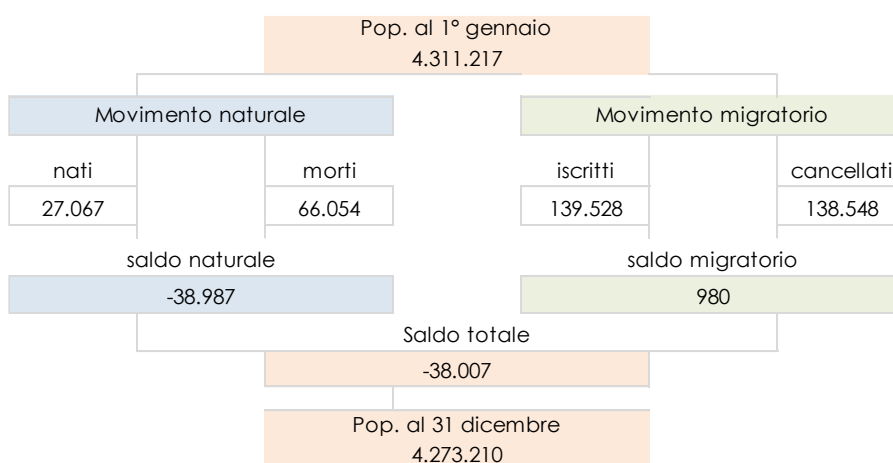 Pop. al 1° gennaio
4.311.217
Movimento naturale
Movimento migratorio
nati
morti
iscritti
cancellati
27.067
66.054
139.528
138.548
saldo naturale
saldo migratorio
-38.987
980
Saldo totale
-38.007
Pop. al 31 dicembre
4.273.210